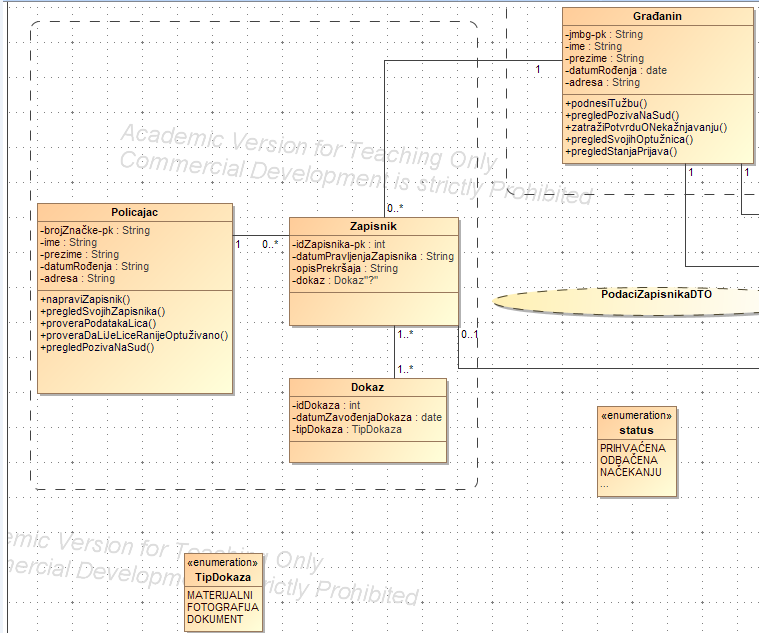 Građanin
-jmbg-pk : String
-ime : String
-prezime : String
-datumRođenja : date
-adresa : String
+podnesiTužbu()
+pregledPozivaNaSud()
+zatražiPotvrduONekažnjavanju()
+pregledSvojihOptužnica()
+pregledStanjaPrijava()
1
1
1
Academic Version for Teaching Only
Commercial Development is strictly Prohibited
Policajac
-brojZnačke-pk : String
-ime : String
-prezime : String
-datumRođenja : String
-adresa : String
+napraviZapisnik()
+pregledSvojihZapisnika()
+proveraPodatakaLica()
+proveraDaLiJeLiceRanijeOptuživano()
+pregledPozivaNaSud()
1
0..*
0..*
Zapisnik
-idZapisnika-pk : int
-datumPravljenjaZapisnika : String
-opisPrekršaja : String
-dokaz : Dokaz"?"
1..*
0..1
1..*
PodaciZapisnikaDTO
Dokaz
-idDokaza : int
-datumZavođenjaDokaza : date
-tipDokaza : TipDokaza
«enumeration»
status
PRIHVAĆENA
ODBAČENA
NAČEKANJU
...
emic Version for Teaching Only
mercial Development is strictly Prohibited
«enumeration»
TipDokaza
MATERIJALNI
FOTOGRAFIJA
DOKUMENT